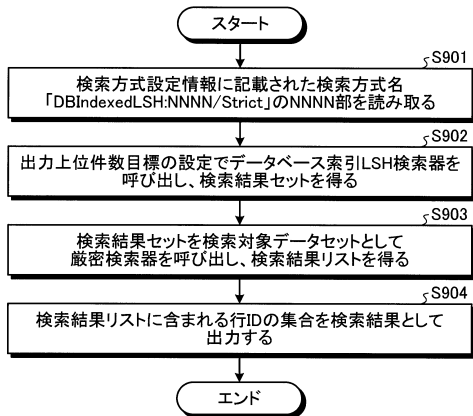 スタート
S901
検索方式設定情報に記載された検索方式名
「DBIndexedLSH:NNNN/Strict」のNNNN部を読み取る
S902
出力上位件数目標の設定でデータベース索引LSH検索器を
呼び出し、検索結果セットを得る
S903
検索結果セットを検索対象データセットとして
厳密検索器を呼び出し、検索結果リストを得る
S904
検索結果リストに含まれる行IDの集合を検索結果として
出力する
エンド